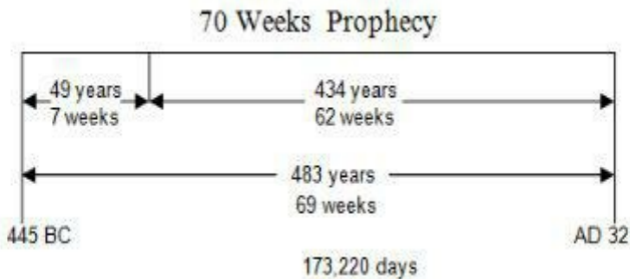 70 Weeks Prophecy
49 years
7 weeks
434 years
62 weeks
483 years
69 weeks
445 BC
AD 32
173,220 days